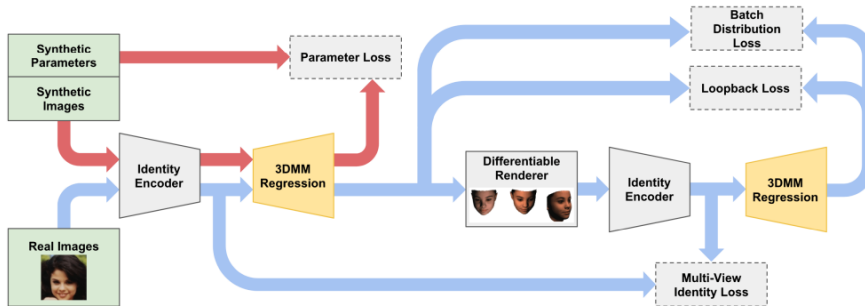 Synthetic
Parameters
Synthetic
Images
Parameter Loss
Batch
Distribution
Loss
Loopback Loss
Identity
Encoder
3DMM
Regression
Differentiable
Renderer
Identity
Encoder
3DMM
Regression
Real Images
Multi-View
Identity Loss